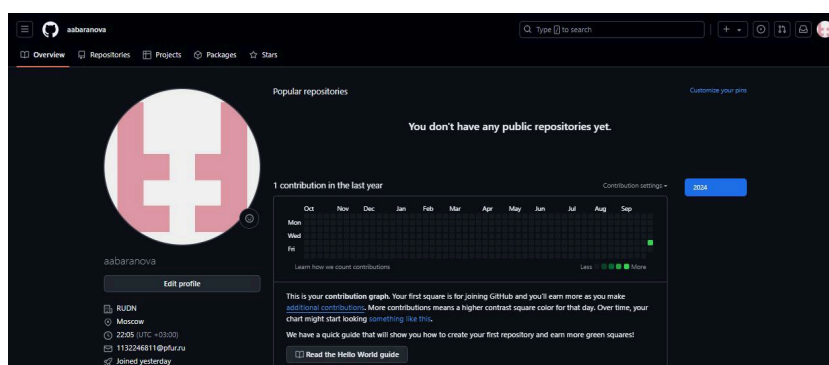 aabaranova
Type / to search
Overview Repositories Projects Packages Stars
Popular repositories
Customize your pins
You don't have any public repositories yet.
1 contribution in the last year
Contribution settings
2024
Oct Nov Dec Jan Feb Mar Apr May Jun Jul Aug Sep
Mon
Wed
Fri
Learn how we count contributions
Less More
aabaranova
Edit profile
RUDN
Moscow
22:05 (UTC +03:00)
1132246811@pfur.ru
Joined yesterday
This is your contribution graph. Your first square is for joining GitHub and you'll earn more as you make
additional contributions. More contributions means a higher contrast square color for that day. Over time, your
chart might start looking something like this.
We have a quick guide that will show you how to create your first repository and earn more green squares!
Read the Hello World guide